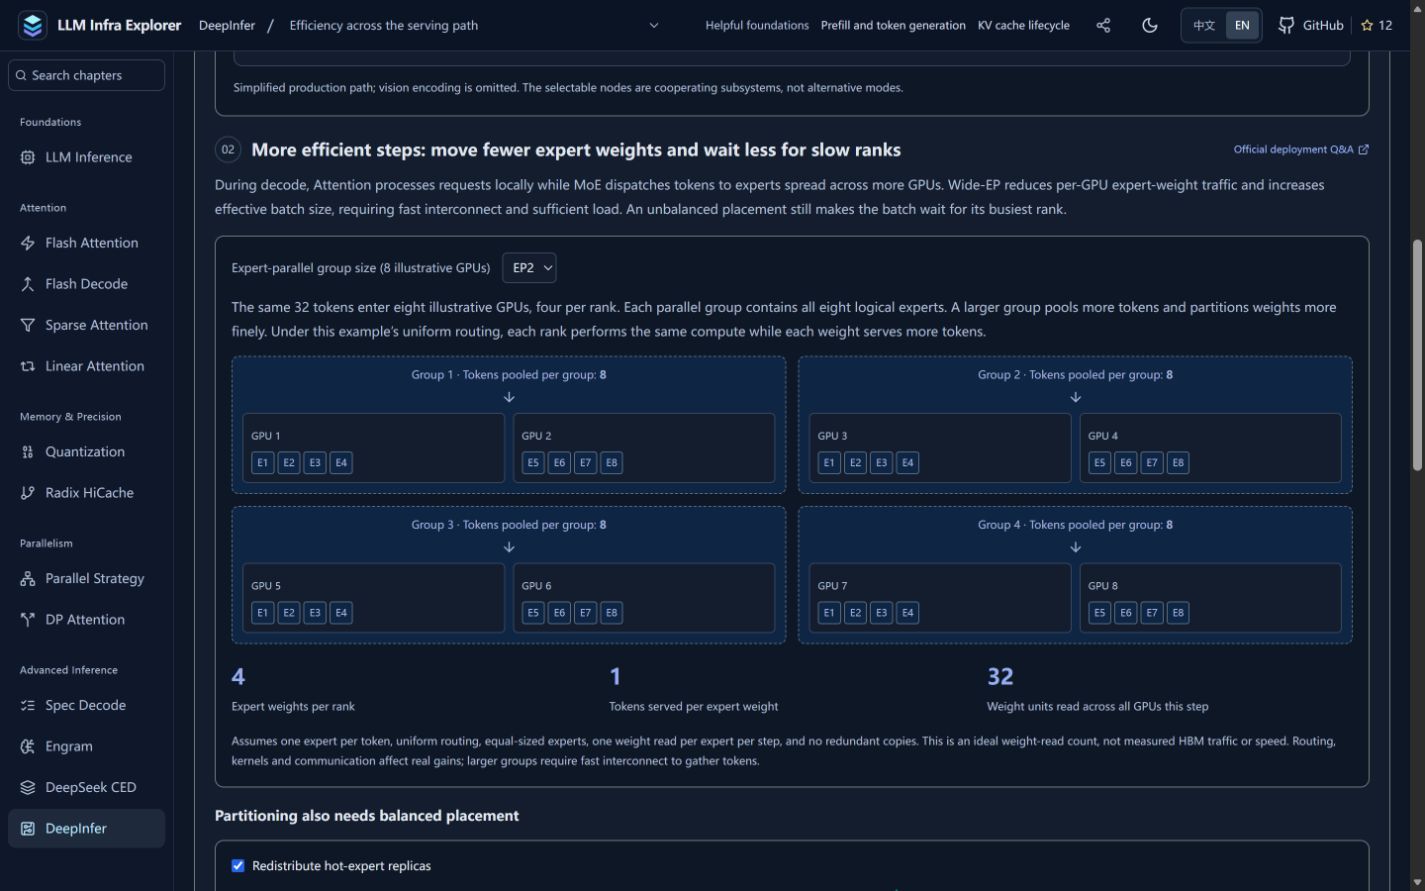 LLM Infra Explorer
DeepInfer / Efficiency across the serving path
Helpful foundations Prefill and token generation KV cache lifecycle
中文 EN GitHub 12
Search chapters
Foundations
LLM Inference
Attention
Flash Attention
Flash Decode
Sparse Attention
Linear Attention
Memory & Precision
Quantization
Radix HiCache
Parallelism
Parallel Strategy
DP Attention
Advanced Inference
Spec Decode
Engram
DeepSeek CED
DeepInfer
Simplified production path; vision encoding is omitted. The selectable nodes are cooperating subsystems, not alternative modes.
02 More efficient steps: move fewer expert weights and wait less for slow ranks
Official deployment Q&A
During decode, Attention processes requests locally while MoE dispatches tokens to experts spread across more GPUs. Wide-EP reduces per-GPU expert-weight traffic and increases
effective batch size, requiring fast interconnect and sufficient load. An unbalanced placement still makes the batch wait for its busiest rank.
Expert-parallel group size (8 illustrative GPUs) EP2
The same 32 tokens enter eight illustrative GPUs, four per rank. Each parallel group contains all eight logical experts. A larger group pools more tokens and partitions weights more
finely. Under this example's uniform routing, each rank performs the same compute while each weight serves more tokens.
Group 1 · Tokens pooled per group: 8
↓
GPU 1
E1 E2 E3 E4
GPU 2
E5 E6 E7 E8
Group 2 · Tokens pooled per group: 8
↓
GPU 3
E1 E2 E3 E4
GPU 4
E5 E6 E7 E8
Group 3 · Tokens pooled per group: 8
↓
GPU 5
E1 E2 E3 E4
GPU 6
E5 E6 E7 E8
Group 4 · Tokens pooled per group: 8
↓
GPU 7
E1 E2 E3 E4
GPU 8
E5 E6 E7 E8
4
Expert weights per rank
1
Tokens served per expert weight
32
Weight units read across all GPUs this step
Assumes one expert per token, uniform routing, equal-sized experts, one weight read per expert per step, and no redundant copies. This is an ideal weight-read count, not measured HBM traffic or speed. Routing,
kernels and communication affect real gains; larger groups require fast interconnect to gather tokens.
Partitioning also needs balanced placement
Redistribute hot-expert replicas